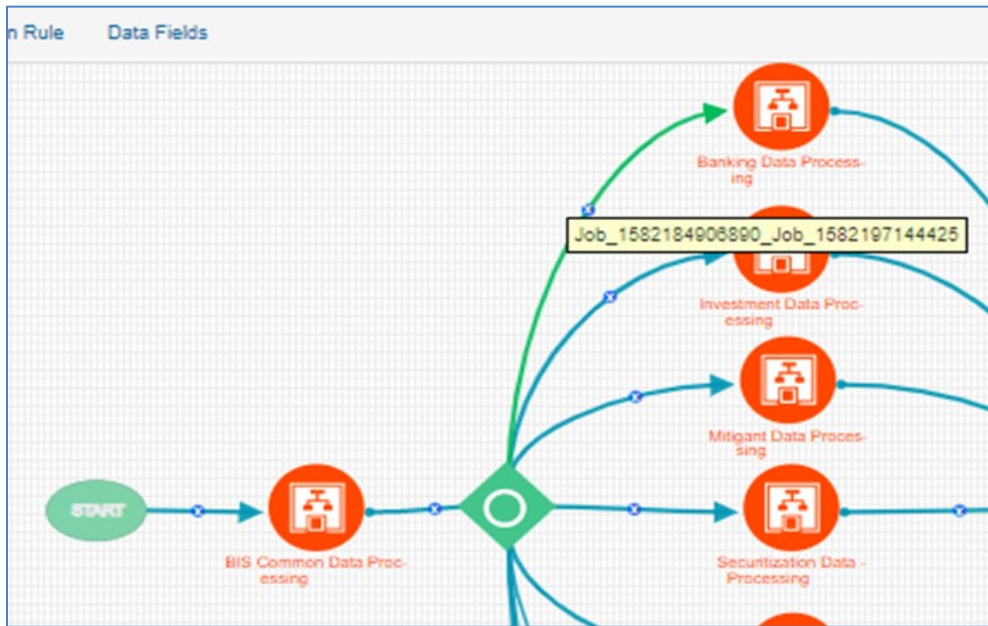 n Rule Data Fields
Banking Data Process-
ing
Job_1582184906890_Job_1582197144425
Investment Data Proc-
essing
Mitigant Data Proces-
sing
START
BIS Common Data Proc-
essing
Securitization Data -
Processing